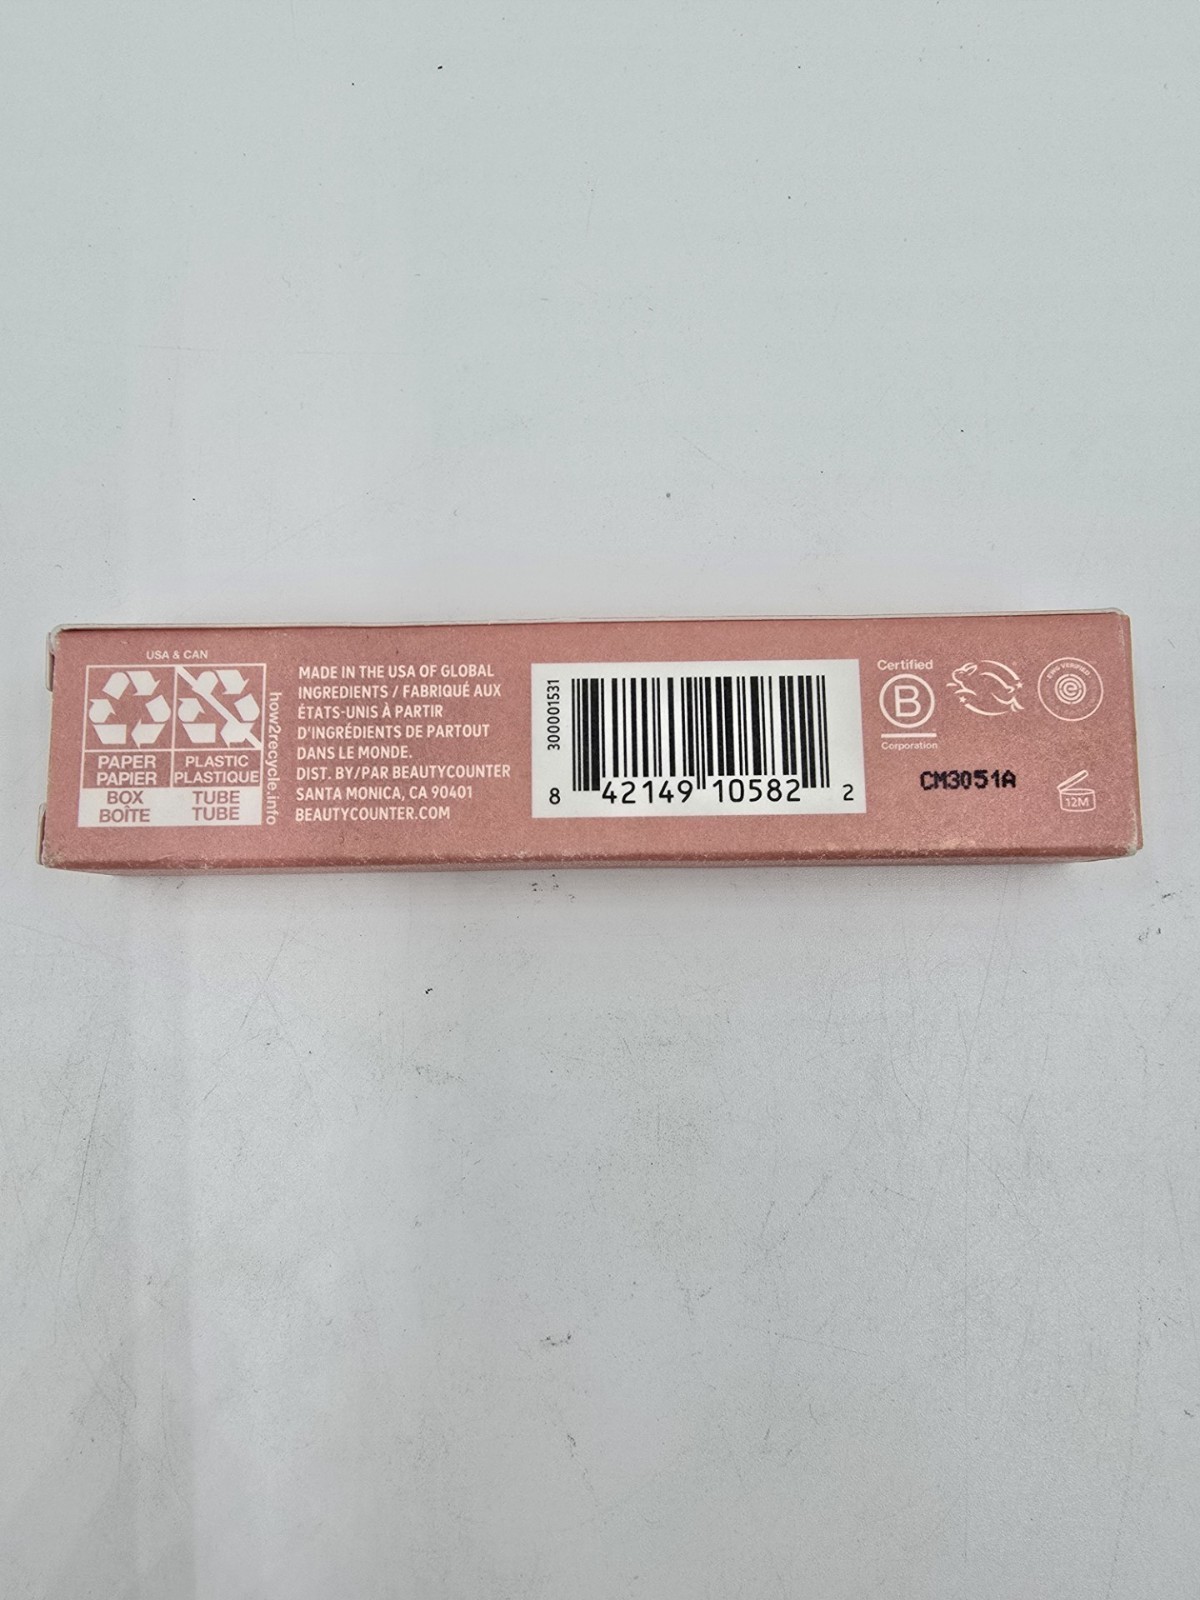 USA & CAN
PAPER
PAPIER
BOX
BOÎTE
PLASTIC
PLASTIQUE
TUBE
TUBE
how2recycle.info
MADE IN THE USA OF GLOBAL
INGREDIENTS / FABRIQUÉ AUX
ÉTATS-UNIS À PARTIR
D'INGRÉDIENTS DE PARTOUT
DANS LE MONDE.
DIST. BY/PAR BEAUTYCOUNTER
SANTA MONICA, CA 90401
BEAUTYCOUNTER.COM
300001531
8 42149 10582 2
Certified
B
Corporation
EWG VERIFIED
CM3051A
12M